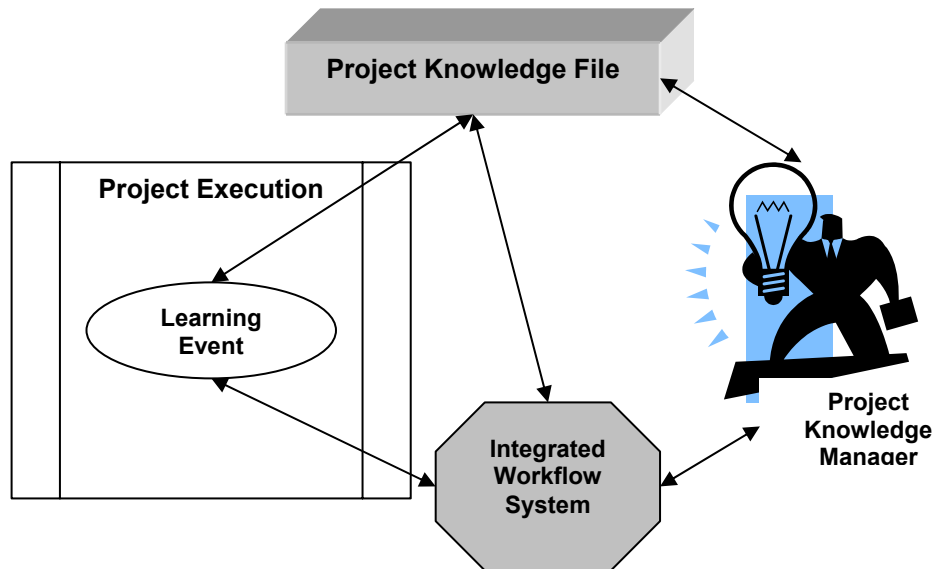 Project Knowledge File
Project Execution
Learning
Event
Integrated
Workflow
System
Project
Knowledge
Manager